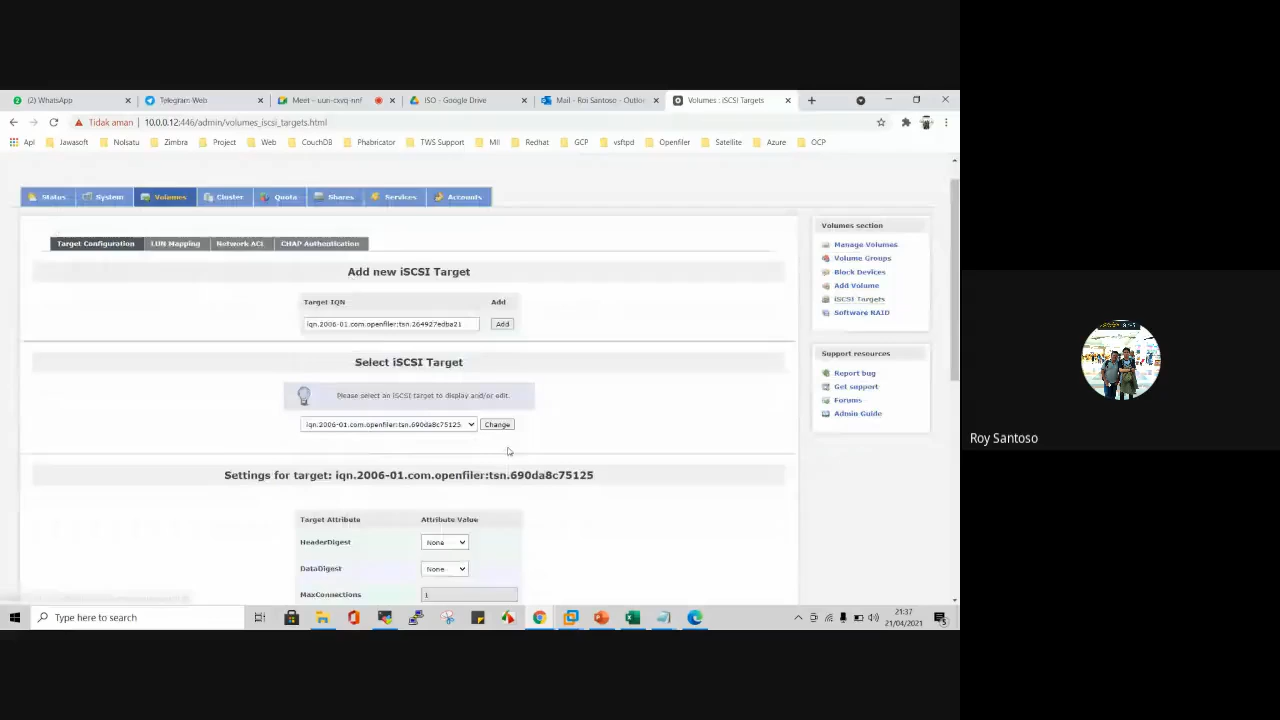 (2) WhatsApp
Telegram Web
Meet – uun-cxvq-nnf
ISO - Google Drive
Mail - Roi Santoso - Outlo
Volumes : iSCSI Targets
Tidak aman
10.0.0.12:446/admin/volumes_iscsi_targets.html
Apl
Jawasoft
Nolsatu
Zimbra
Project
Web
CouchDB
Phabricator
TWS Support
MII
Redhat
GCP
vsftpd
Openfiler
Satellite
Azure
OCP
Status
System
Volumes
Cluster
Quota
Shares
Services
Accounts
Target Configuration
LUN Mapping
Network ACL
CHAP Authentication
Add new iSCSI Target
Target IQN
Add
iqn.2006-01.com.openfiler:tsn.264927edba21
Add
Select iSCSI Target
Please select an iSCSI target to display and/or edit.
iqn.2006-01.com.openfiler:tsn.690da8c75125
Change
Settings for target: iqn.2006-01.com.openfiler:tsn.690da8c75125
Target Attribute
Attribute Value
HeaderDigest
None
DataDigest
None
MaxConnections
1
Volumes section
Manage Volumes
Volume Groups
Block Devices
Add Volume
iSCSI Targets
Software RAID
Support resources
Report bug
Get support
Forums
Admin Guide
Roy Santoso
Type here to search
21:37
21/04/2021
5